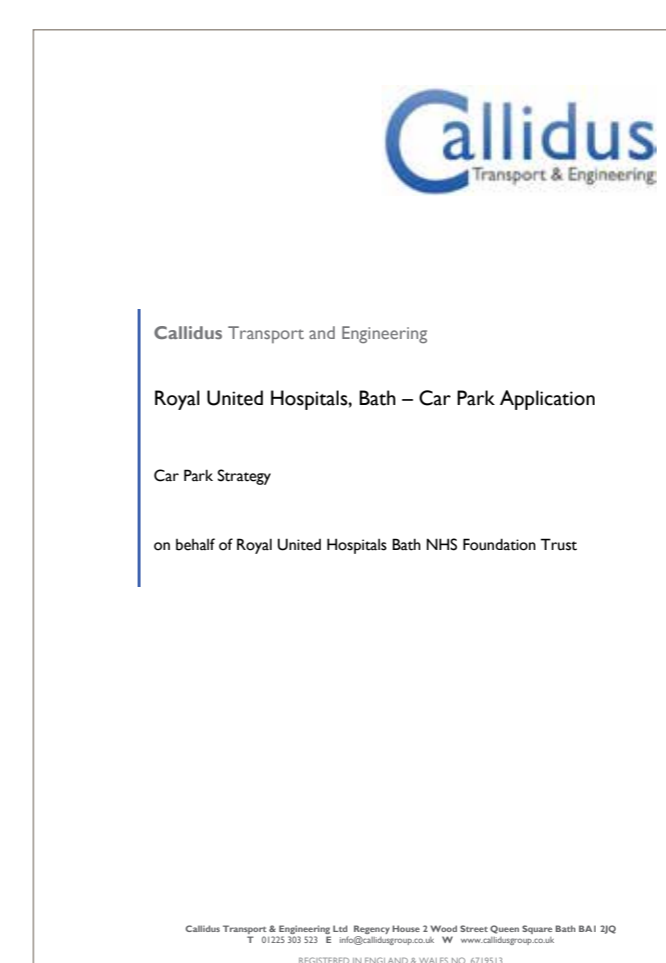 Callidus
Transport & Engineering
Callidus Transport and Engineering
Royal United Hospitals, Bath – Car Park Application
Car Park Strategy
on behalf of Royal United Hospitals Bath NHS Foundation Trust
Callidus Transport & Engineering Ltd Regency House 2 Wood Street Queen Square Bath BA1 2JQ
T 01225 303 523 E info@callidusgroup.co.uk W www.callidusgroup.co.uk
REGISTERED IN ENGLAND & WALES NO. 6719513